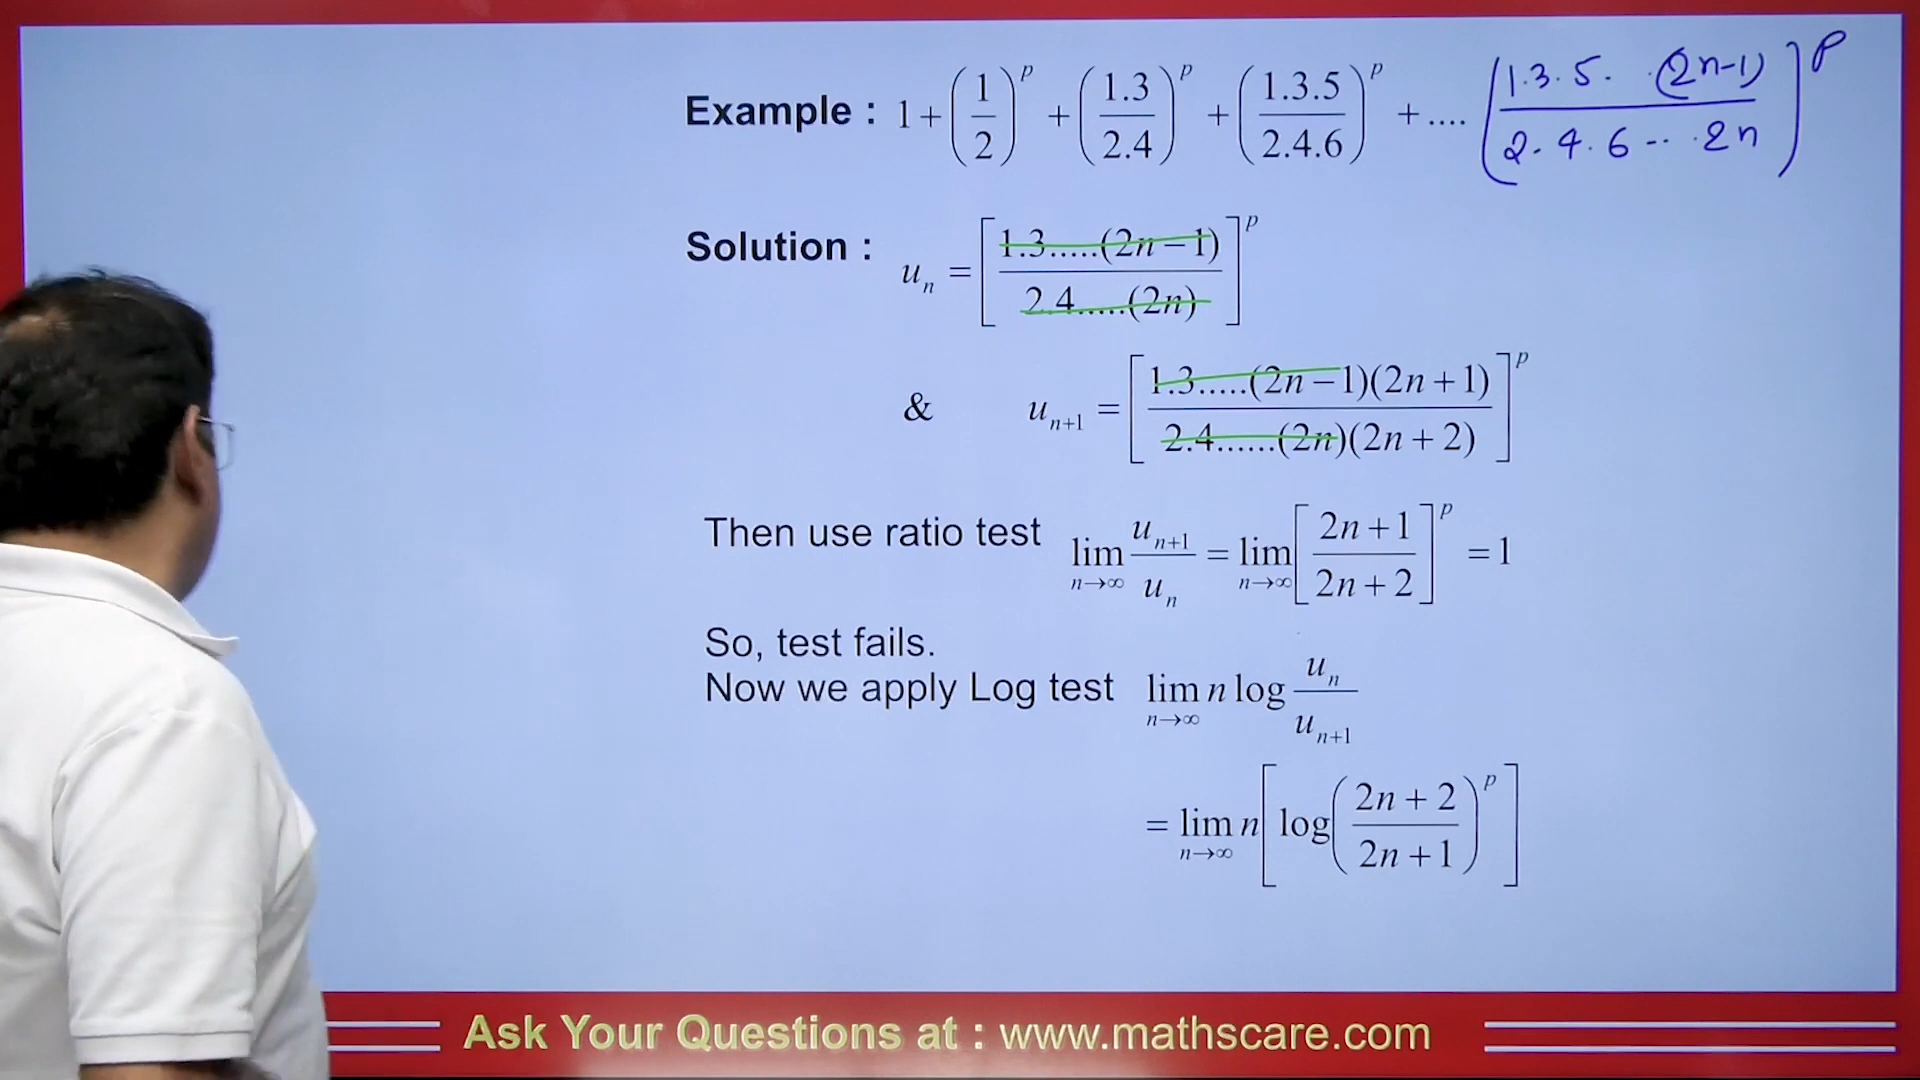 Example : 1 + (1/2)^p + (1.3/2.4)^p + (1.3.5/2.4.6)^p + .... (1.3.5. .(2n-1)/2.4.6-- .2n)^p
Solution : u_n = [1.3.....(2n − 1)/2.4.....(2n)]^p
& u_{n+1} = [1.3.....(2n − 1)(2n + 1)/2.4......(2n)(2n + 2)]^p
Then use ratio test lim_{n→∞} u_{n+1}/u_n = lim_{n→∞} [2n + 1/2n + 2]^p = 1
So, test fails.
Now we apply Log test lim_{n→∞} n log u_n/u_{n+1}
= lim_{n→∞} n[log(2n + 2/2n + 1)^p]
Ask Your Questions at : www.mathscare.com